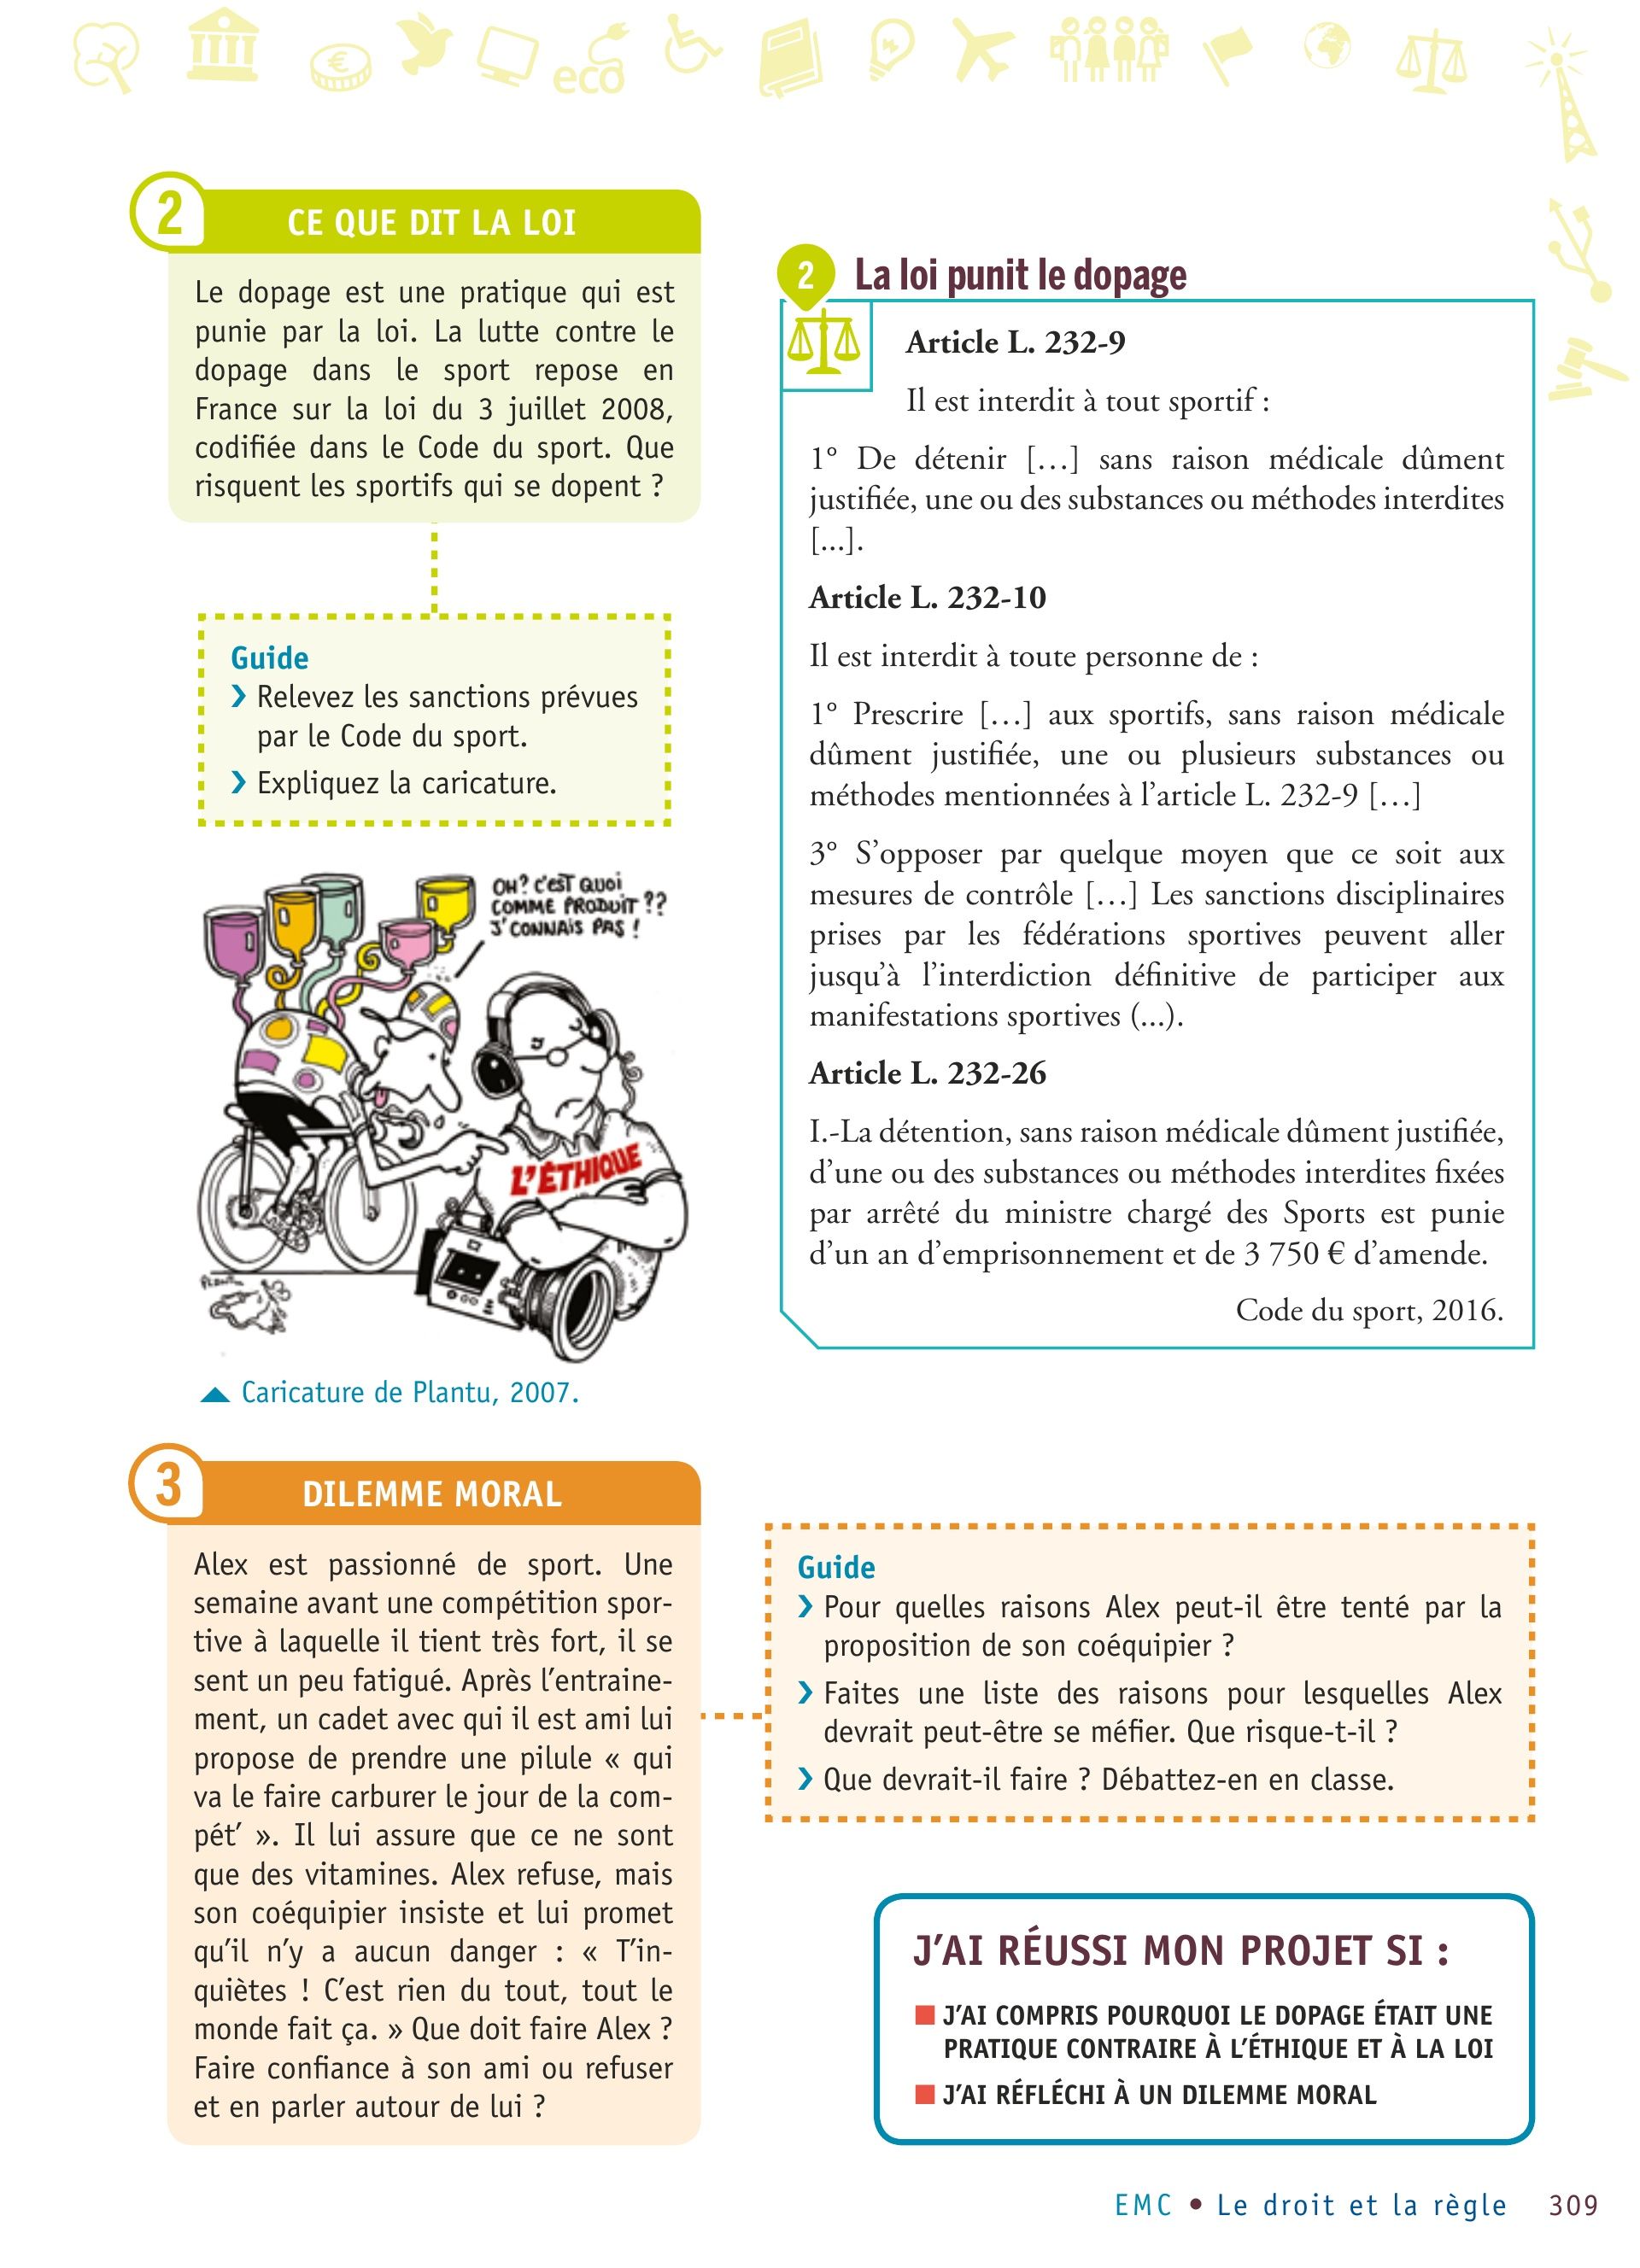 eco
2
CE QUE DIT LA LOI
Le dopage est une pratique qui est
punie par la loi. La lutte contre le
dopage dans le sport repose en
France sur la loi du 3 juillet 2008,
codifiée dans le Code du sport. Que
risquent les sportifs qui se dopent ?
Guide
› Relevez les sanctions prévues
par le Code du sport.
› Expliquez la caricature.
OH? C'EST QUOI
COMME PRODUIT ??
J'CONNAIS PAS !
L'ÉTHIQUE
PLANTU
▲ Caricature de Plantu, 2007.
2 La loi punit le dopage
Article L. 232-9
Il est interdit à tout sportif :
1° De détenir […] sans raison médicale dûment
justifiée, une ou des substances ou méthodes interdites
[...].
Article L. 232-10
Il est interdit à toute personne de :
1° Prescrire […] aux sportifs, sans raison médicale
dûment justifiée, une ou plusieurs substances ou
méthodes mentionnées à l'article L. 232-9 […]
3° S'opposer par quelque moyen que ce soit aux
mesures de contrôle […] Les sanctions disciplinaires
prises par les fédérations sportives peuvent aller
jusqu'à l'interdiction définitive de participer aux
manifestations sportives (...).
Article L. 232-26
I.-La détention, sans raison médicale dûment justifiée,
d'une ou des substances ou méthodes interdites fixées
par arrêté du ministre chargé des Sports est punie
d'un an d'emprisonnement et de 3 750 € d'amende.
Code du sport, 2016.
3
DILEMME MORAL
Alex est passionné de sport. Une
semaine avant une compétition spor-
tive à laquelle il tient très fort, il se
sent un peu fatigué. Après l'entraine-
ment, un cadet avec qui il est ami lui
propose de prendre une pilule « qui
va le faire carburer le jour de la com-
pét' ». Il lui assure que ce ne sont
que des vitamines. Alex refuse, mais
son coéquipier insiste et lui promet
qu'il n'y a aucun danger : « T'in-
quiètes ! C'est rien du tout, tout le
monde fait ça. » Que doit faire Alex ?
Faire confiance à son ami ou refuser
et en parler autour de lui ?
Guide
› Pour quelles raisons Alex peut-il être tenté par la
proposition de son coéquipier ?
› Faites une liste des raisons pour lesquelles Alex
devrait peut-être se méfier. Que risque-t-il ?
› Que devrait-il faire ? Débattez-en en classe.
J'AI RÉUSSI MON PROJET SI :
■ J'AI COMPRIS POURQUOI LE DOPAGE ÉTAIT UNE
PRATIQUE CONTRAIRE À L'ÉTHIQUE ET À LA LOI
■ J'AI RÉFLÉCHI À UN DILEMME MORAL
EMC • Le droit et la règle 309